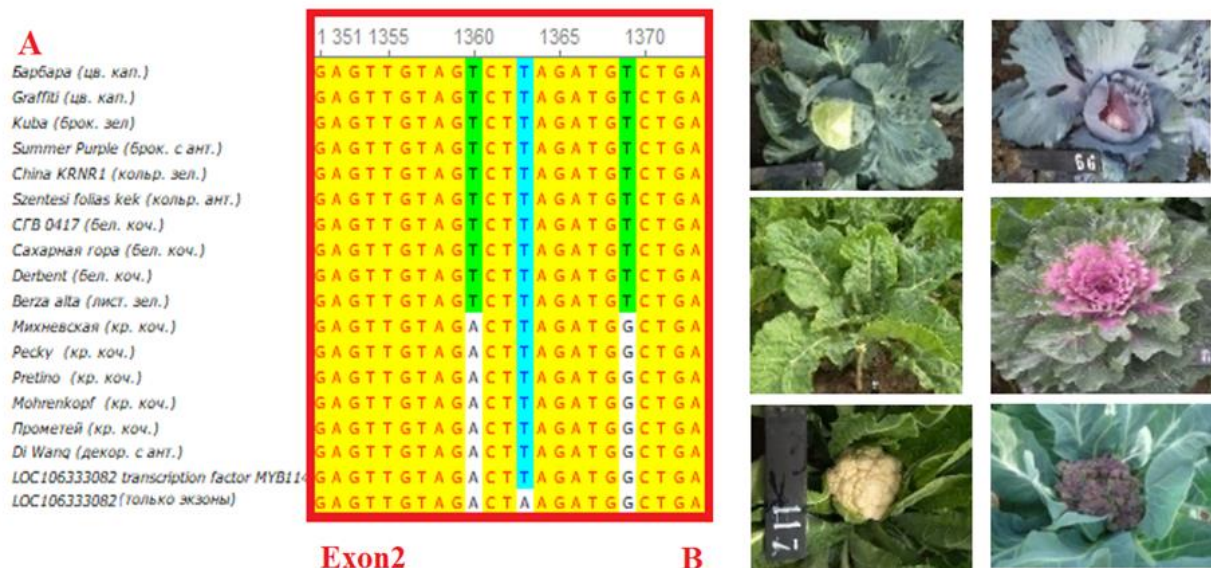 A
1 351 1355 1360 1365 1370
Барбара (цв. кап.) GAGTTGTAGTCTTAGATGTCTGA
Graffiti (цв. кап.) GAGTTGTAGTCTTAGATGTCTGA
Kuba (брок. зел) GAGTTGTAGTCTTAGATGTCTGA
Summer Purple (брок. с ант.) GAGTTGTAGTCTTAGATGTCTGA
China KRNR1 (кольр. зел.) GAGTTGTAGTCTTAGATGTCTGA
Szentesi folias kek (кольр. ант.) GAGTTGTAGTCTTAGATGTCTGA
СГВ 0417 (бел. коч.) GAGTTGTAGTCTTAGATGTCTGA
Сахарная гора (бел. коч.) GAGTTGTAGTCTTAGATGTCTGA
Derbent (бел. коч.) GAGTTGTAGTCTTAGATGTCTGA
Berza alta (лист. зел.) GAGTTGTAGTCTTAGATGTCTGA
Михневская (кр. коч.) GAGTTGTAGACTTAGATGGCTGA
Pecky (кр. коч.) GAGTTGTAGACTTAGATGGCTGA
Pretino (кр. коч.) GAGTTGTAGACTTAGATGGCTGA
Mohrenkopf (кр. коч.) GAGTTGTAGACTTAGATGGCTGA
Прометей (кр. коч.) GAGTTGTAGACTTAGATGGCTGA
Di Wang (декор. с ант.) GAGTTGTAGACTTAGATGGCTGA
LOC106333082 transcription factor MYB114 GAGTTGTAGACTTAGATGGCTGA
LOC106333082 (только экзоны) GAGTTGTAGACTAAGATGGCTGA
Exon2 B
66
117